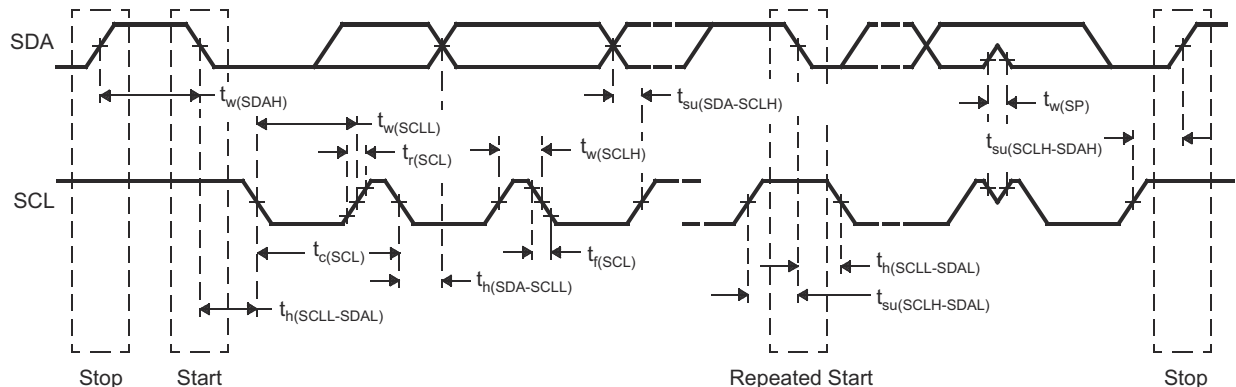 SDA
t_w(SDAH)
t_su(SDA-SCLH)
t_w(SP)
t_w(SCLL)
t_r(SCL)
t_w(SCLH)
t_su(SCLH-SDAH)
SCL
t_c(SCL)
t_f(SCL)
t_h(SDA-SCLL)
t_h(SCLL-SDAL)
t_h(SCLL-SDAL)
t_su(SCLH-SDAL)
Stop
Start
Repeated Start
Stop